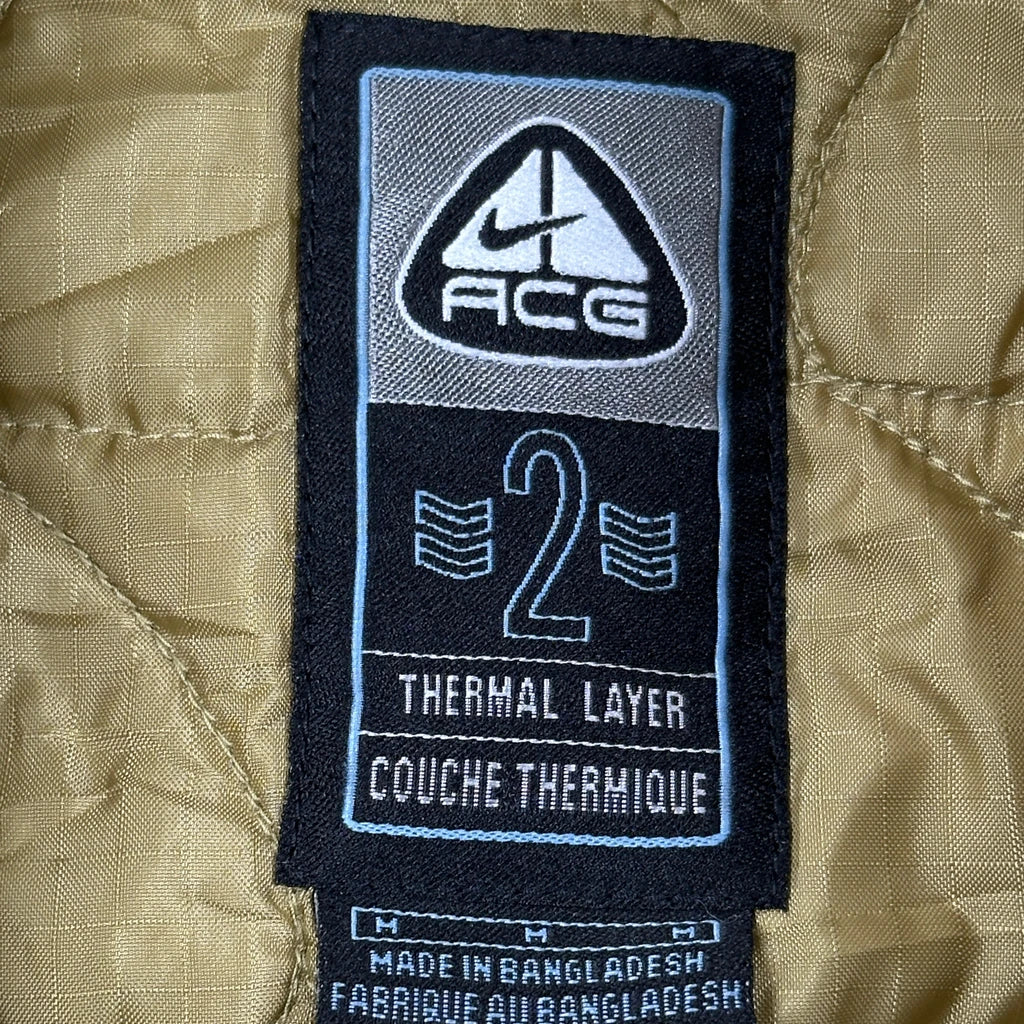 ACG
2
THERMAL LAYER
COUCHE THERMIQUE
M M M
MADE IN BANGLADESH
FABRIQUE AU BANGLADESH